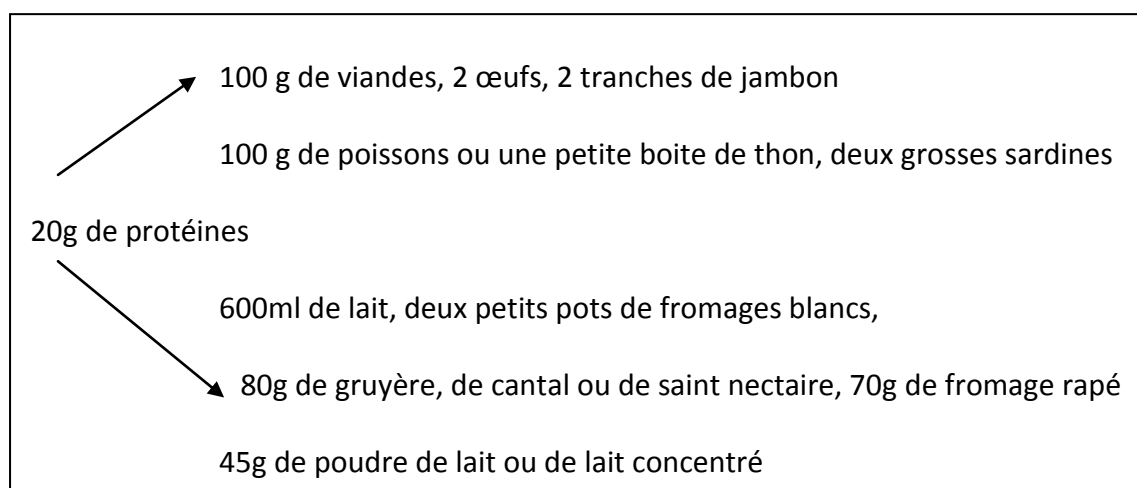 100 g de viandes, 2 œufs, 2 tranches de jambon
100 g de poissons ou une petite boite de thon, deux grosses sardines
20g de protéines
600ml de lait, deux petits pots de fromages blancs,
80g de gruyère, de cantal ou de saint nectaire, 70g de fromage rapé
45g de poudre de lait ou de lait concentré